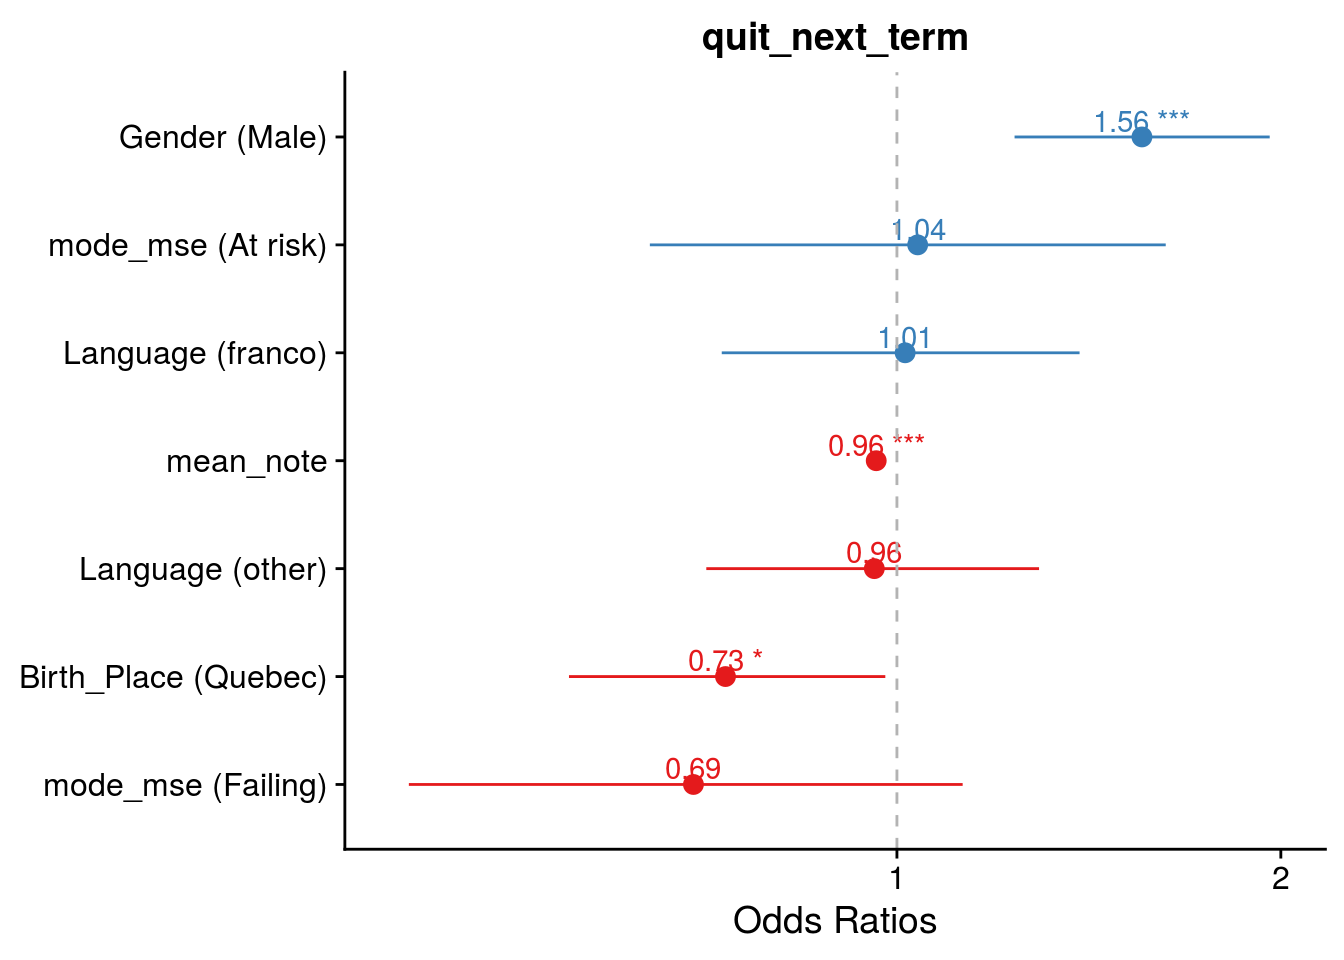 quit_next_term
Gender (Male)
1.56 ***
mode_mse (At risk)
1.04
Language (franco)
1.01
mean_note
0.96 ***
Language (other)
0.96
Birth_Place (Quebec)
0.73 *
mode_mse (Failing)
0.69
1
2
Odds Ratios